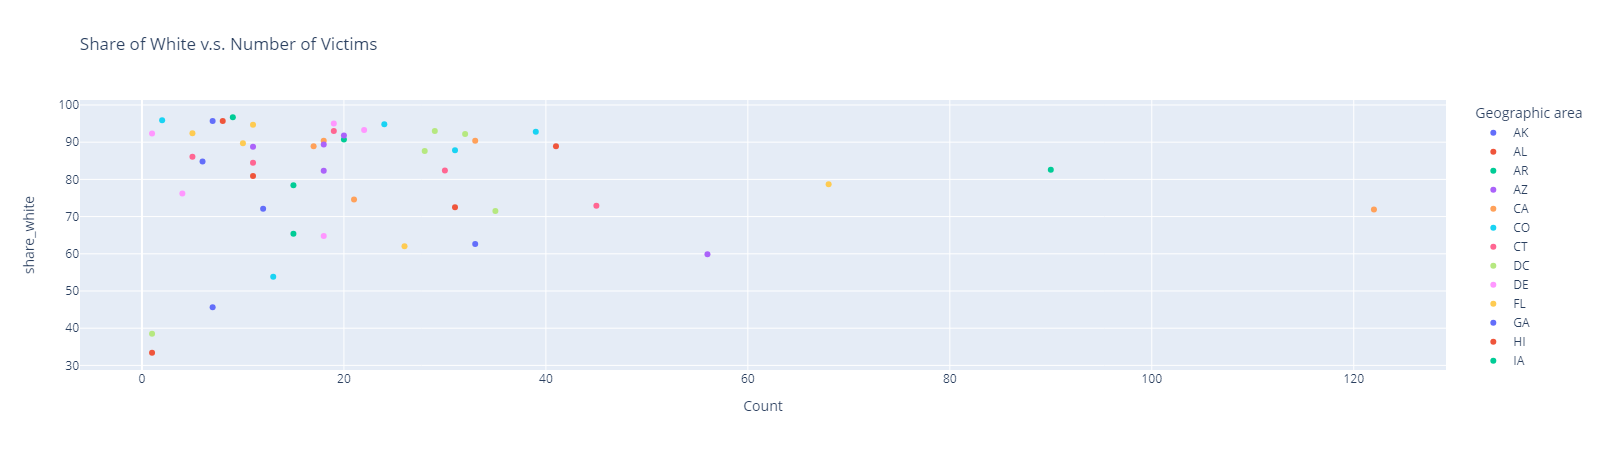 Share of White v.s. Number of Victims
100
90
80
70
60
50
40
30
share_white
0 20 40 60 80 100 120
Count
Geographic area
AK
AL
AR
AZ
CA
CO
CT
DC
DE
FL
GA
HI
IA